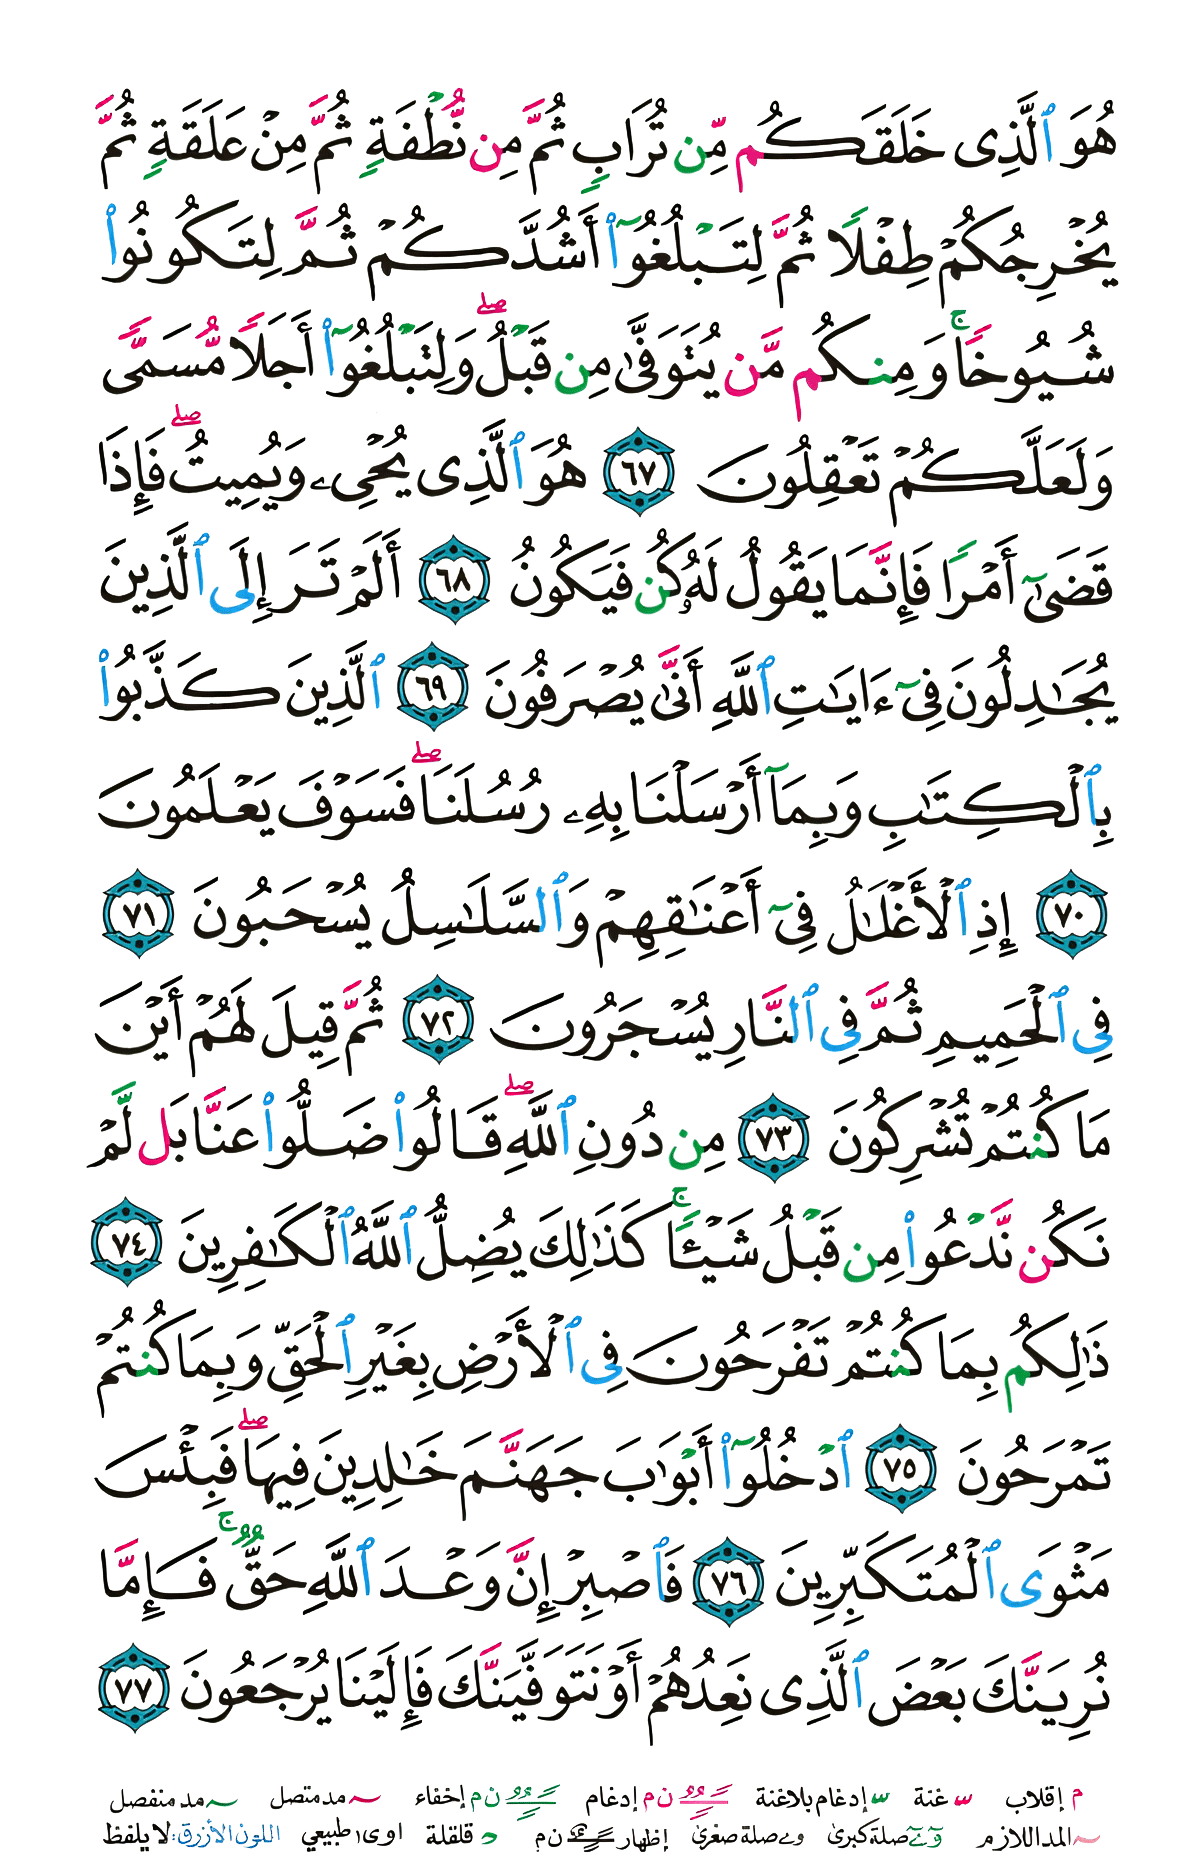 هُوَ ٱلَّذِى خَلَقَكُم مِّن تُرَابٍ ثُمَّ مِن نُّطْفَةٍ ثُمَّ مِنْ عَلَقَةٍ ثُمَّ
يُخْرِجُكُمْ طِفْلًا ثُمَّ لِتَبْلُغُوٓا۟ أَشُدَّكُمْ ثُمَّ لِتَكُونُوا۟
شُيُوخًا ۚ وَمِنكُم مَّن يُتَوَفَّىٰ مِن قَبْلُ ۖ وَلِتَبْلُغُوٓا۟ أَجَلًا مُّسَمًّى
وَلَعَلَّكُمْ تَعْقِلُونَ ٦٧ هُوَ ٱلَّذِى يُحْىِۦ وَيُمِيتُ ۖ فَإِذَا
قَضَىٰٓ أَمْرًا فَإِنَّمَا يَقُولُ لَهُۥ كُن فَيَكُونُ ٦٨ أَلَمْ تَرَ إِلَى ٱلَّذِينَ
يُجَـٰدِلُونَ فِىٓ ءَايَـٰتِ ٱللَّهِ أَنَّىٰ يُصْرَفُونَ ٦٩ ٱلَّذِينَ كَذَّبُوا۟
بِٱلْكِتَـٰبِ وَبِمَآ أَرْسَلْنَا بِهِۦ رُسُلَنَا ۖ فَسَوْفَ يَعْلَمُونَ
٧٠ إِذِ ٱلْأَغْلَـٰلُ فِىٓ أَعْنَـٰقِهِمْ وَٱلسَّلَـٰسِلُ يُسْحَبُونَ ٧١
فِى ٱلْحَمِيمِ ثُمَّ فِى ٱلنَّارِ يُسْجَرُونَ ٧٢ ثُمَّ قِيلَ لَهُمْ أَيْنَ
مَا كُنتُمْ تُشْرِكُونَ ٧٣ مِن دُونِ ٱللَّهِ ۖ قَالُوا۟ ضَلُّوا۟ عَنَّا بَل لَّمْ
نَكُن نَّدْعُوا۟ مِن قَبْلُ شَيْـًٔا ۚ كَذَٰلِكَ يُضِلُّ ٱللَّهُ ٱلْكَـٰفِرِينَ ٧٤
ذَٰلِكُم بِمَا كُنتُمْ تَفْرَحُونَ فِى ٱلْأَرْضِ بِغَيْرِ ٱلْحَقِّ وَبِمَا كُنتُمْ
تَمْرَحُونَ ٧٥ ٱدْخُلُوٓا۟ أَبْوَٰبَ جَهَنَّمَ خَـٰلِدِينَ فِيهَا ۖ فَبِئْسَ
مَثْوَى ٱلْمُتَكَبِّرِينَ ٧٦ فَٱصْبِرْ إِنَّ وَعْدَ ٱللَّهِ حَقٌّ ۚ فَإِمَّا
نُرِيَنَّكَ بَعْضَ ٱلَّذِى نَعِدُهُمْ أَوْ نَتَوَفَّيَنَّكَ فَإِلَيْنَا يُرْجَعُونَ ٧٧
م إقلاب غنة إدغام بلاغنة ن م إدغام ن م إخفاء مد متصل مد منفصل
المد اللازم صلة كبرى و ے صلة صغرى إظهار ن م قلقلة ا و ى طبيعي اللون الأزرق: لا يلفظ